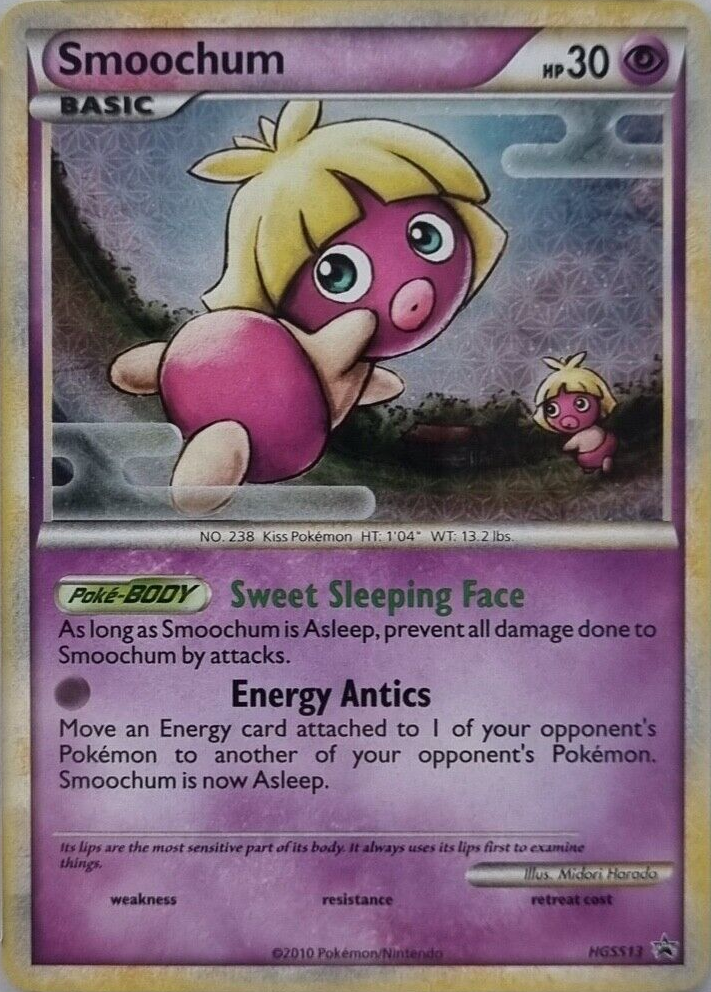 Smoochum HP 30
BASIC
NO. 238 Kiss Pokémon HT: 1'04" WT: 13.2 lbs.
Poké-BODY Sweet Sleeping Face
As long as Smoochum is Asleep, prevent all damage done to
Smoochum by attacks.
Energy Antics
Move an Energy card attached to 1 of your opponent's
Pokémon to another of your opponent's Pokémon.
Smoochum is now Asleep.
Its lips are the most sensitive part of its body. It always uses its lips first to examine
things.
Illus. Midori Harada
weakness resistance retreat cost
©2010 Pokémon/Nintendo HGSS13